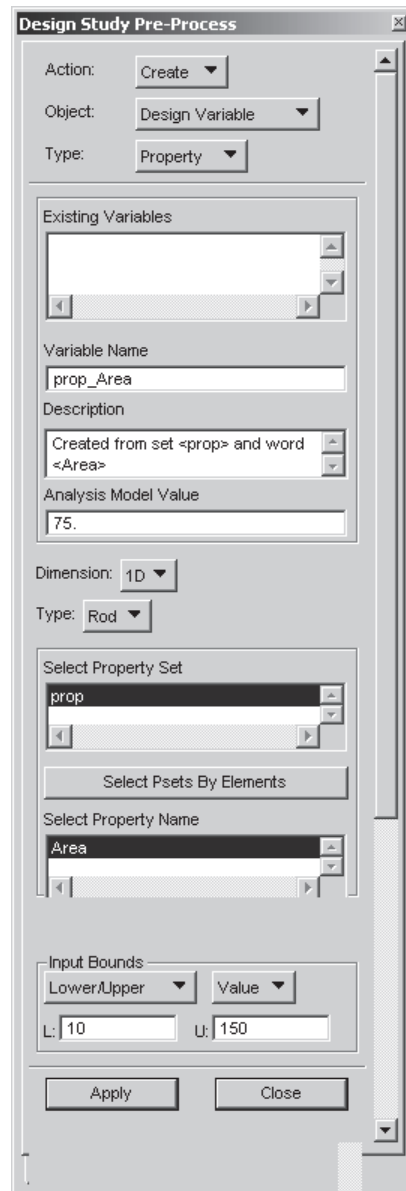 Design Study Pre-Process
Action: Create
Object: Design Variable
Type: Property
Existing Variables
Variable Name
prop_Area
Description
Created from set <prop> and word
<Area>
Analysis Model Value
75.
Dimension: 1D
Type: Rod
Select Property Set
prop
Select Psets By Elements
Select Property Name
Area
Input Bounds
Lower/Upper Value
L: 10 U: 150
Apply Close